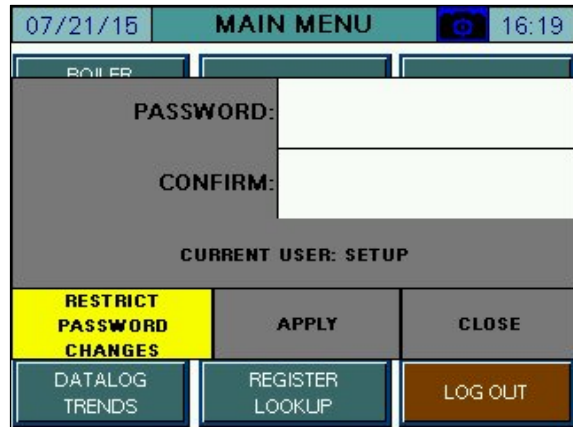 07/21/15 MAIN MENU 16:19
BOILER
PASSWORD:
CONFIRM:
CURRENT USER: SETUP
RESTRICT
PASSWORD
CHANGES
APPLY
CLOSE
DATALOG
TRENDS
REGISTER
LOOKUP
LOG OUT